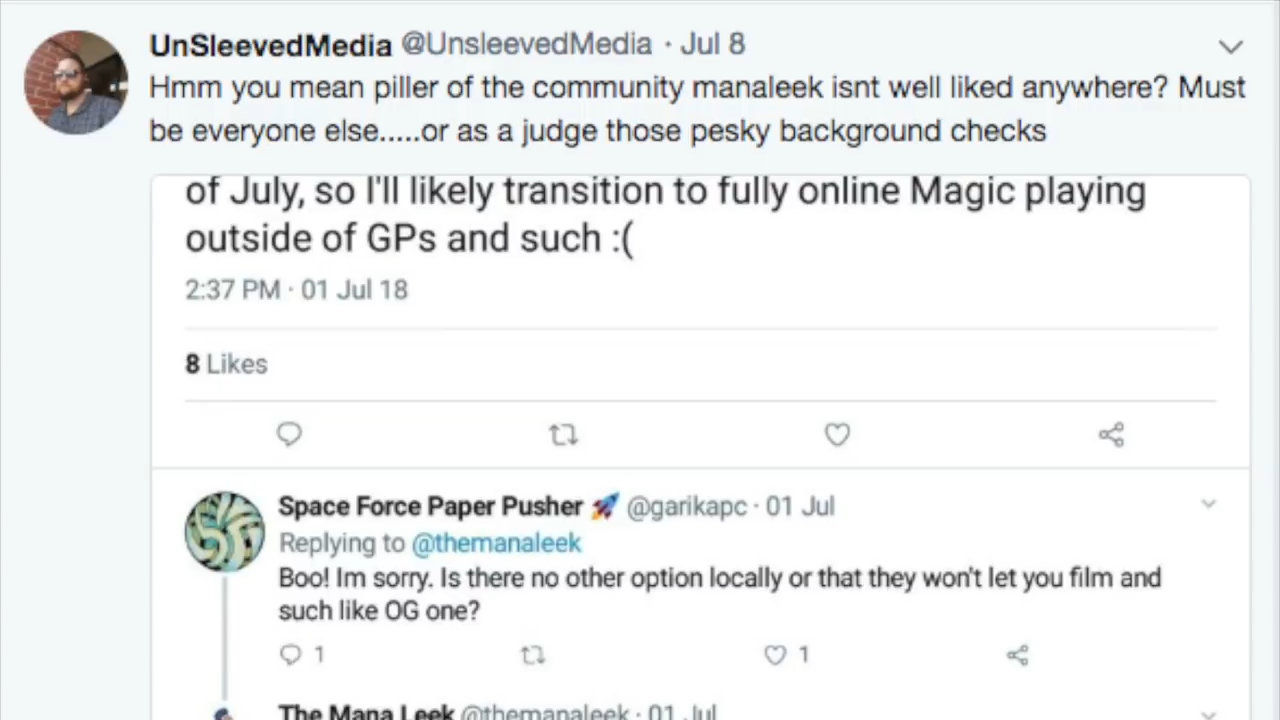 UnSleevedMedia @UnsleevedMedia · Jul 8
Hmm you mean piller of the community manaleek isnt well liked anywhere? Must
be everyone else.....or as a judge those pesky background checks
of July, so I'll likely transition to fully online Magic playing
outside of GPs and such :(
2:37 PM · 01 Jul 18
8 Likes
Space Force Paper Pusher 🚀 @garikapc · 01 Jul
Replying to @themanaleek
Boo! Im sorry. Is there no other option locally or that they won't let you film and
such like OG one?
1 1
The Mana Leek @themanaleek · 01 Jul